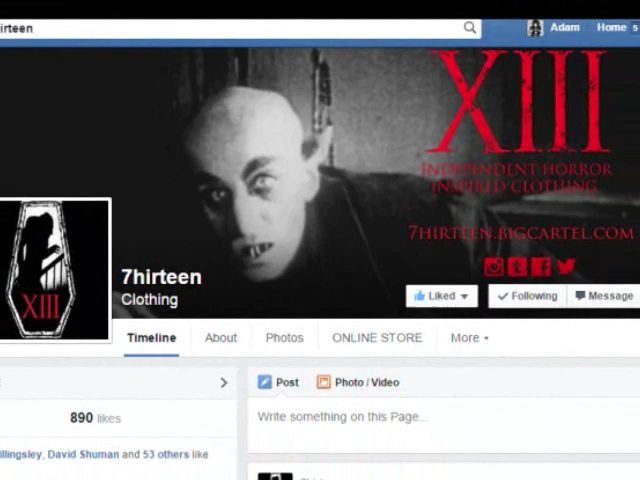 irteen
Adam
Home
XIII
INDEPENDENT HORROR
INSPIRED CLOTHING
7HIRTEEN.BIGCARTEL.COM
XIII
7hirteen
Clothing
Liked
Following
Message
Timeline
About
Photos
ONLINE STORE
More
Post
Photo / Video
890 likes
Write something on this Page...
illingsley, David Shuman and 53 others like